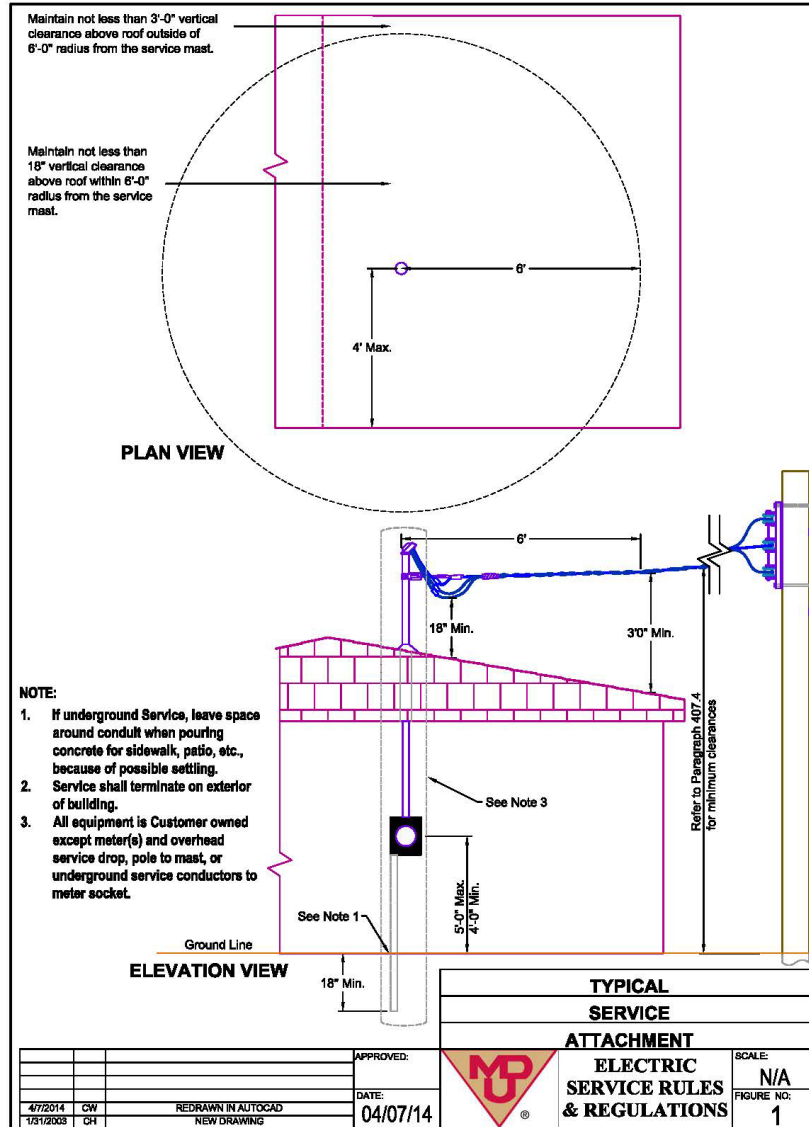 Maintain not less than 3'-0" vertical
clearance above roof outside of
6'-0" radius from the service mast.
Maintain not less than
18" vertical clearance
above roof within 6'-0"
radius from the service
mast.
6'
4' Max.
PLAN VIEW
6'
18" Min.
3'0" Min.
Refer to Paragraph 407.4
for minimum clearances
NOTE:
1. If underground Service, leave space
around conduit when pouring
concrete for sidewalk, patio, etc.,
because of possible settling.
2. Service shall terminate on exterior
of building.
3. All equipment is Customer owned
except meter(s) and overhead
service drop, pole to mast, or
underground service conductors to
meter socket.
See Note 3
5'-0" Max.
4'-0" Min.
See Note 1
Ground Line
ELEVATION VIEW
18" Min.
TYPICAL
SERVICE
ATTACHMENT
4/7/2014 CW REDRAWN IN AUTOCAD
1/31/2003 CH NEW DRAWING
APPROVED:
DATE:
04/07/14
MDU
®
ELECTRIC
SERVICE RULES
& REGULATIONS
SCALE:
N/A
FIGURE NO:
1